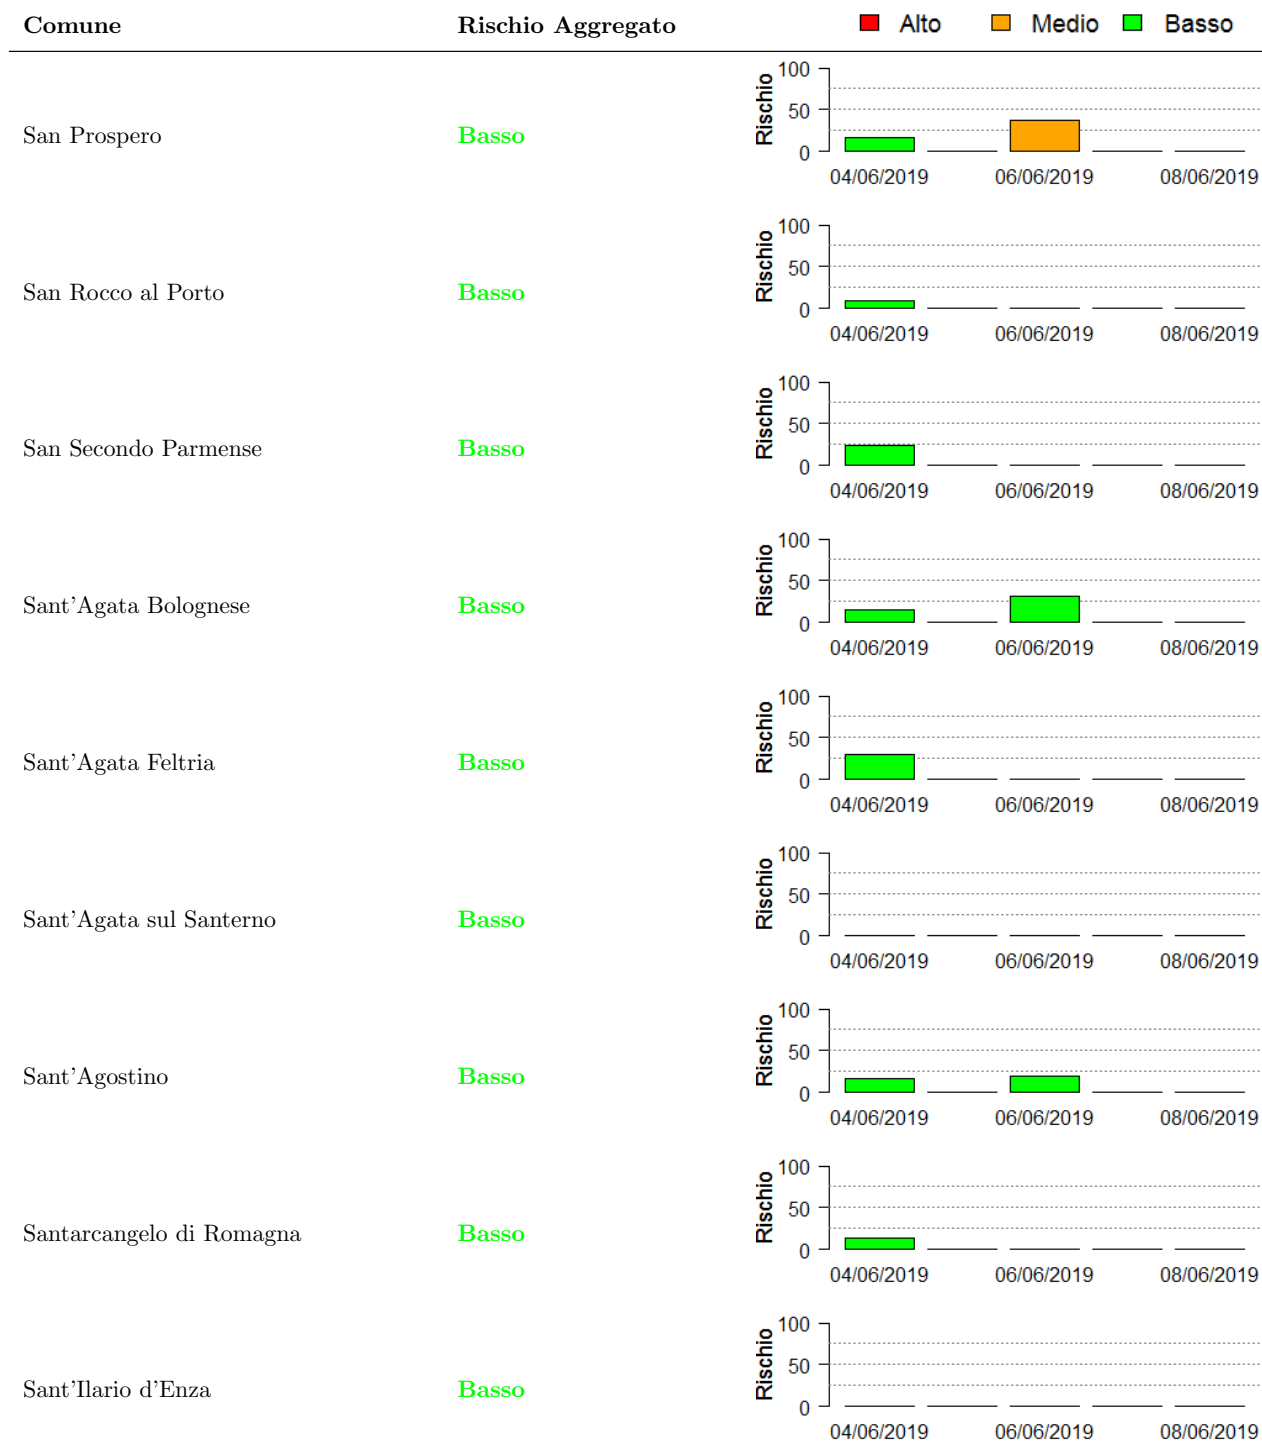 Comune Rischio Aggregato Alto Medio Basso
San Prospero Basso Rischio 100 50 0
04/06/2019 06/06/2019 08/06/2019
San Rocco al Porto Basso Rischio 100 50 0
04/06/2019 06/06/2019 08/06/2019
San Secondo Parmense Basso Rischio 100 50 0
04/06/2019 06/06/2019 08/06/2019
Sant'Agata Bolognese Basso Rischio 100 50 0
04/06/2019 06/06/2019 08/06/2019
Sant'Agata Feltria Basso Rischio 100 50 0
04/06/2019 06/06/2019 08/06/2019
Sant'Agata sul Santerno Basso Rischio 100 50 0
04/06/2019 06/06/2019 08/06/2019
Sant'Agostino Basso Rischio 100 50 0
04/06/2019 06/06/2019 08/06/2019
Santarcangelo di Romagna Basso Rischio 100 50 0
04/06/2019 06/06/2019 08/06/2019
Sant'Ilario d'Enza Basso Rischio 100 50 0
04/06/2019 06/06/2019 08/06/2019